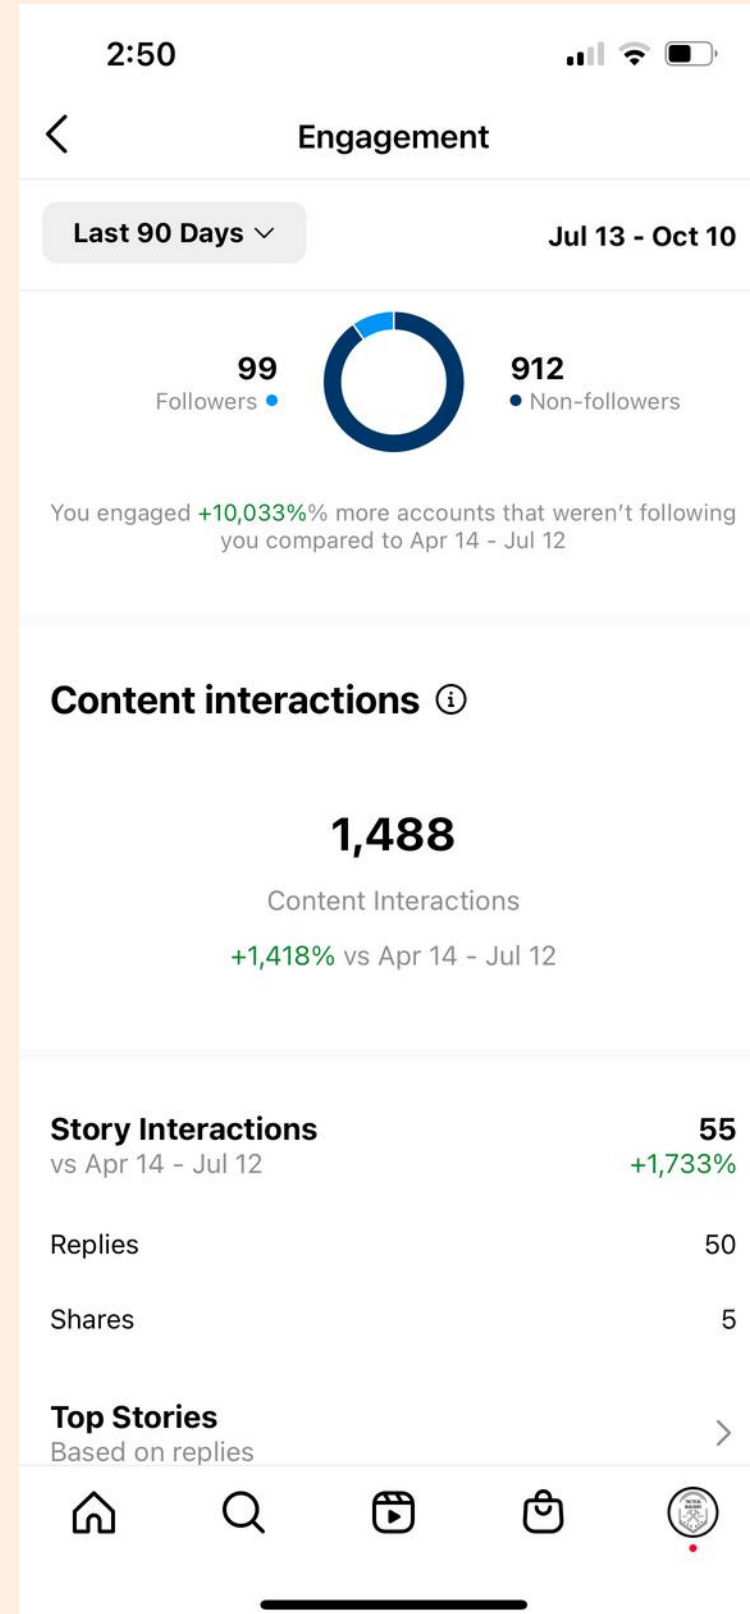 2:50
Engagement
Last 90 Days
Jul 13 - Oct 10
99
Followers
912
Non-followers
You engaged +10,033%% more accounts that weren't following
you compared to Apr 14 - Jul 12
Content interactions
1,488
Content Interactions
+1,418% vs Apr 14 - Jul 12
Story Interactions
55
vs Apr 14 - Jul 12
+1,733%
Replies
50
Shares
5
Top Stories
Based on replies